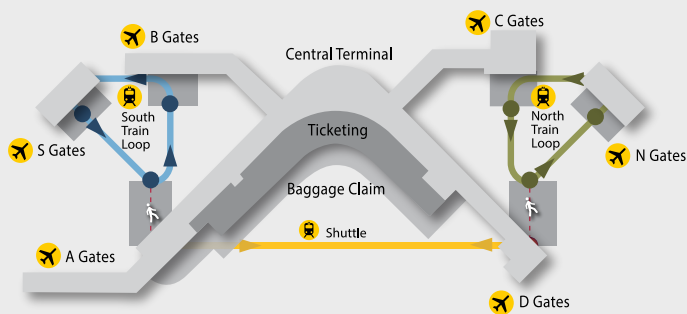 C Gates
B Gates
Central Terminal
South
Train
Loop
North
Train
Loop
Ticketing
S Gates
N Gates
Baggage Claim
Shuttle
A Gates
D Gates